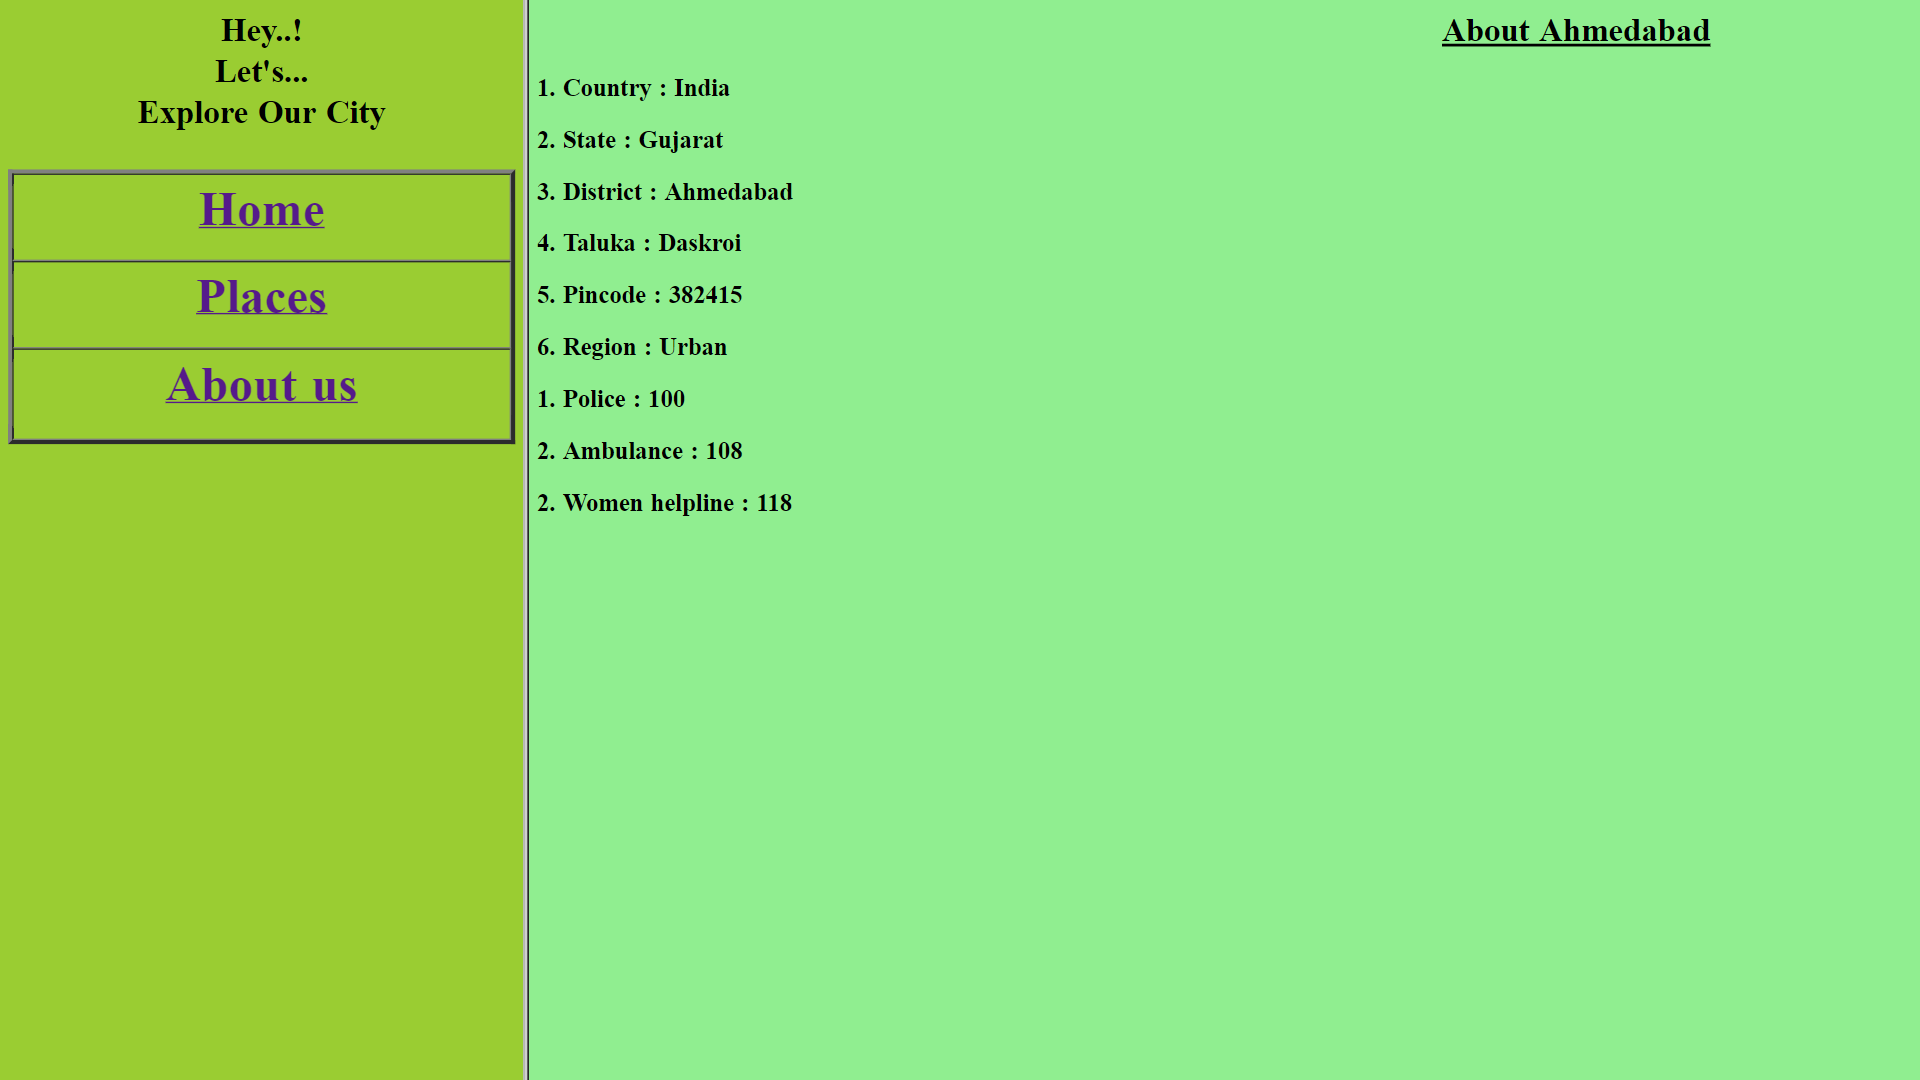 Hey..!
Let's...
Explore Our City
Home
Places
About us
About Ahmedabad
1. Country : India
2. State : Gujarat
3. District : Ahmedabad
4. Taluka : Daskroi
5. Pincode : 382415
6. Region : Urban
1. Police : 100
2. Ambulance : 108
2. Women helpline : 118